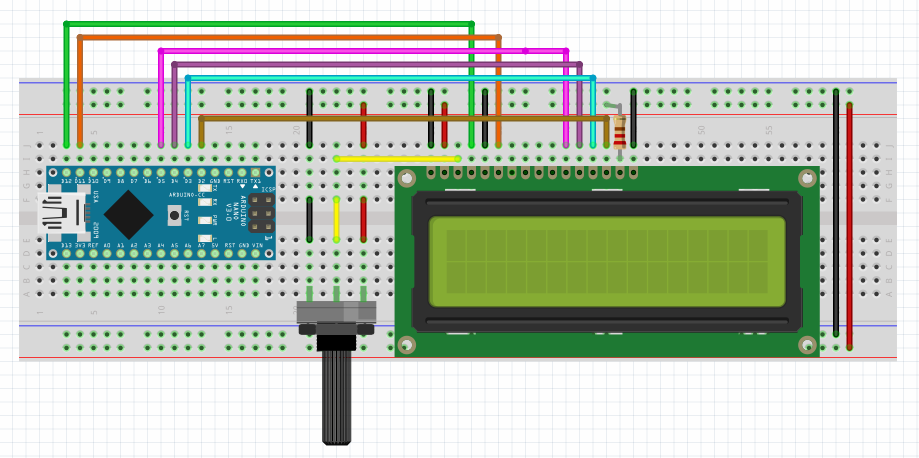 1 5 15 20 50 55
J J
I I
H H
G G
F F
D12 D11 D10 D9 D8 D7 D6 D5 D4 D3 D2 GND RST RX0 TX1
TX
RX
PWR
L
ARDUINO-CC
RST
ARDUINO
NANO
V3.0
ICSP
1
USA
2009
D13 3V3 REF A0 A1 A2 A3 A4 A5 A6 A7 5V RST GND VIN
E E
D D
C C
B B
A A
1 5 10 15